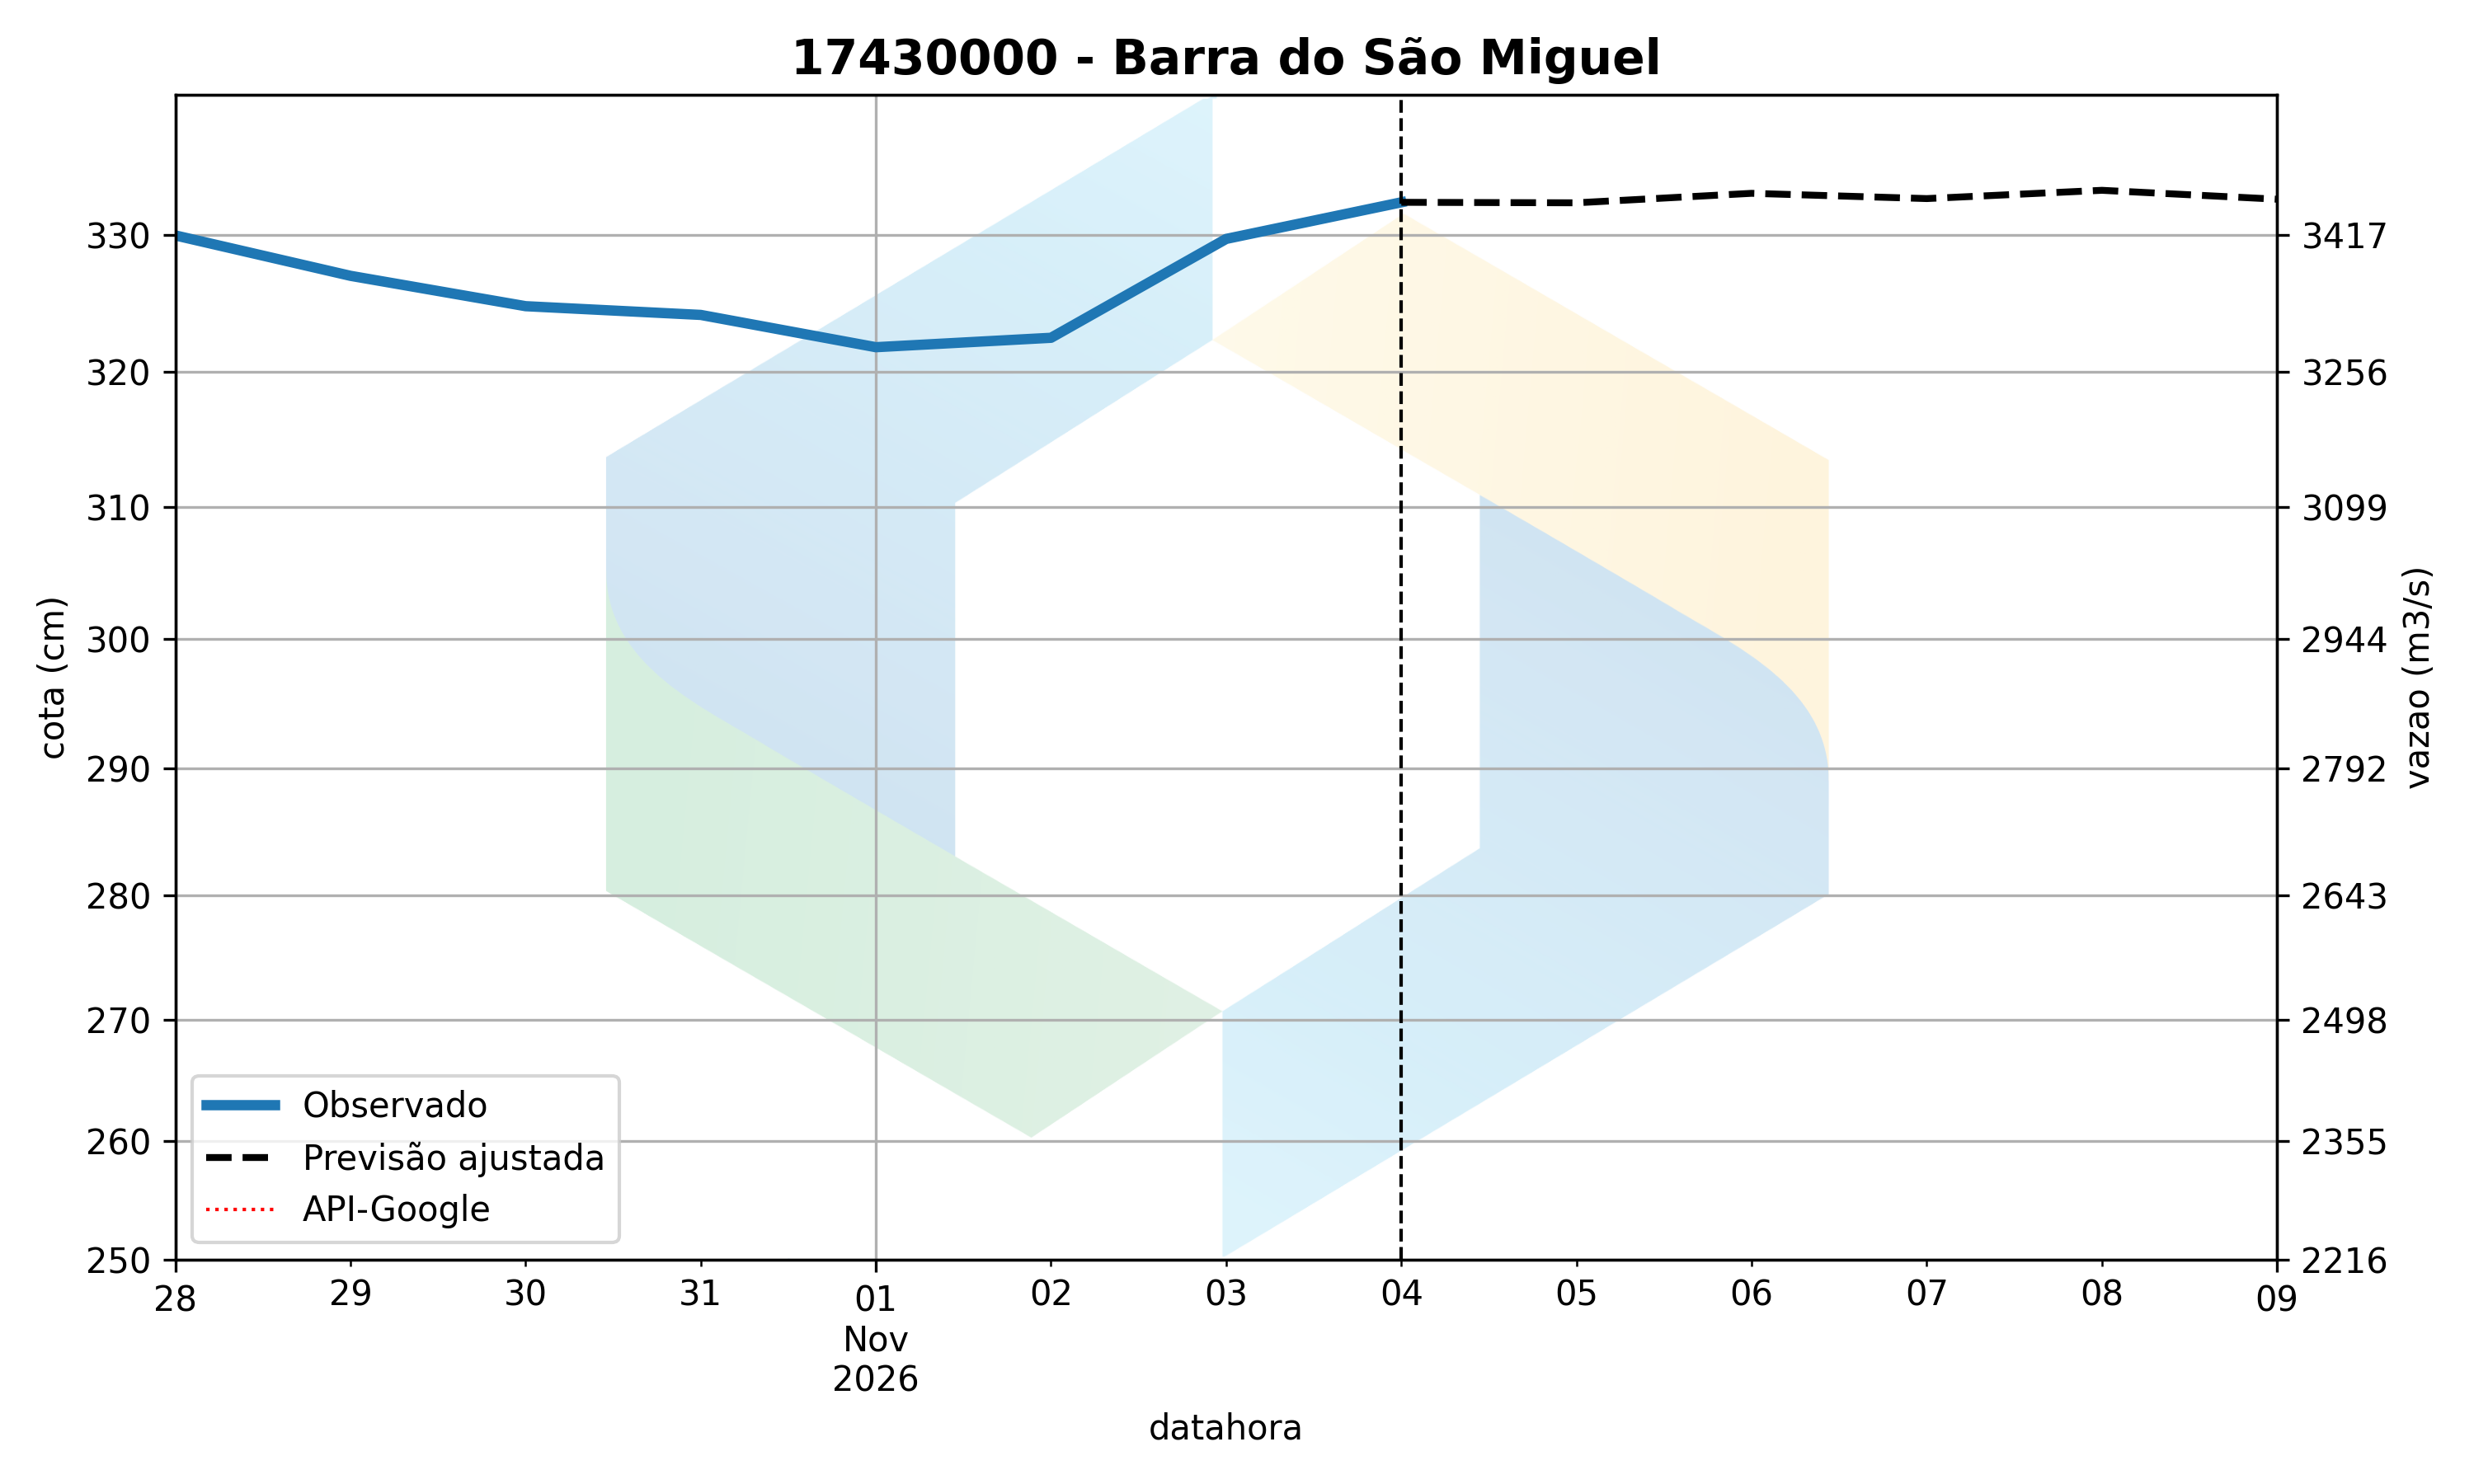 17430000 - Barra do São Miguel
330
320
310
300
290
280
270
260
250
cota (cm)
3417
3256
3099
2944
2792
2643
2498
2355
2216
vazao (m3/s)
Observado
Previsão ajustada
API-Google
28 29 30 31 01 02 03 04 05 06 07 08 09
Nov
2026
datahora